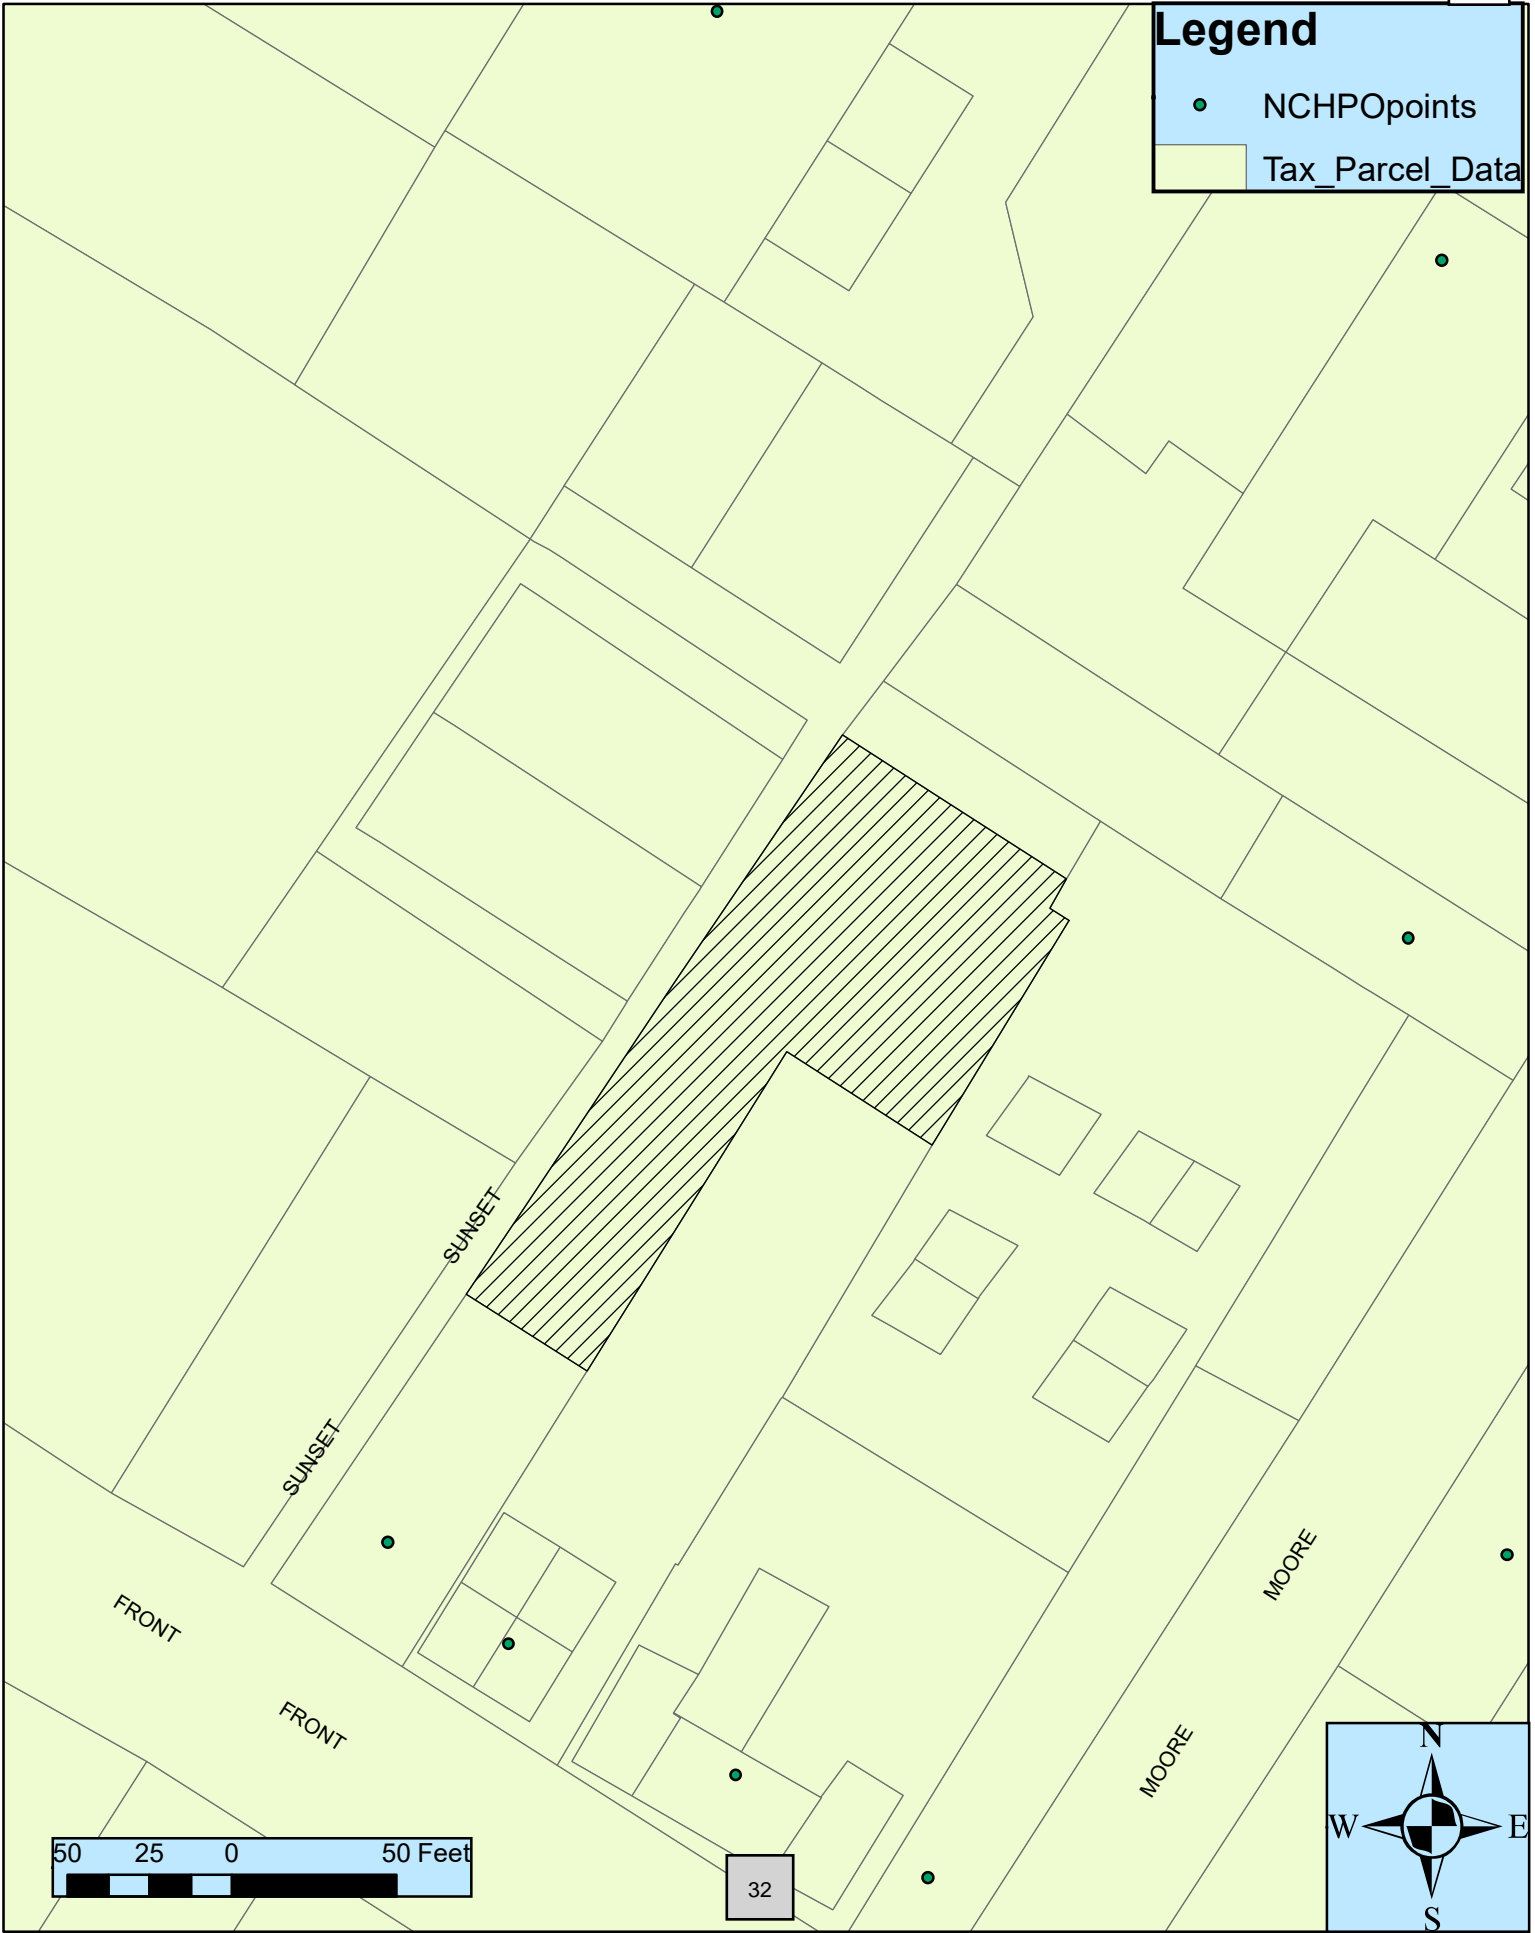 Legend
NCHPOpoints
Tax_Parcel_Data
SUNSET
SUNSET
FRONT
FRONT
MOORE
MOORE
50 25 0 50 Feet
32
N
W E
S